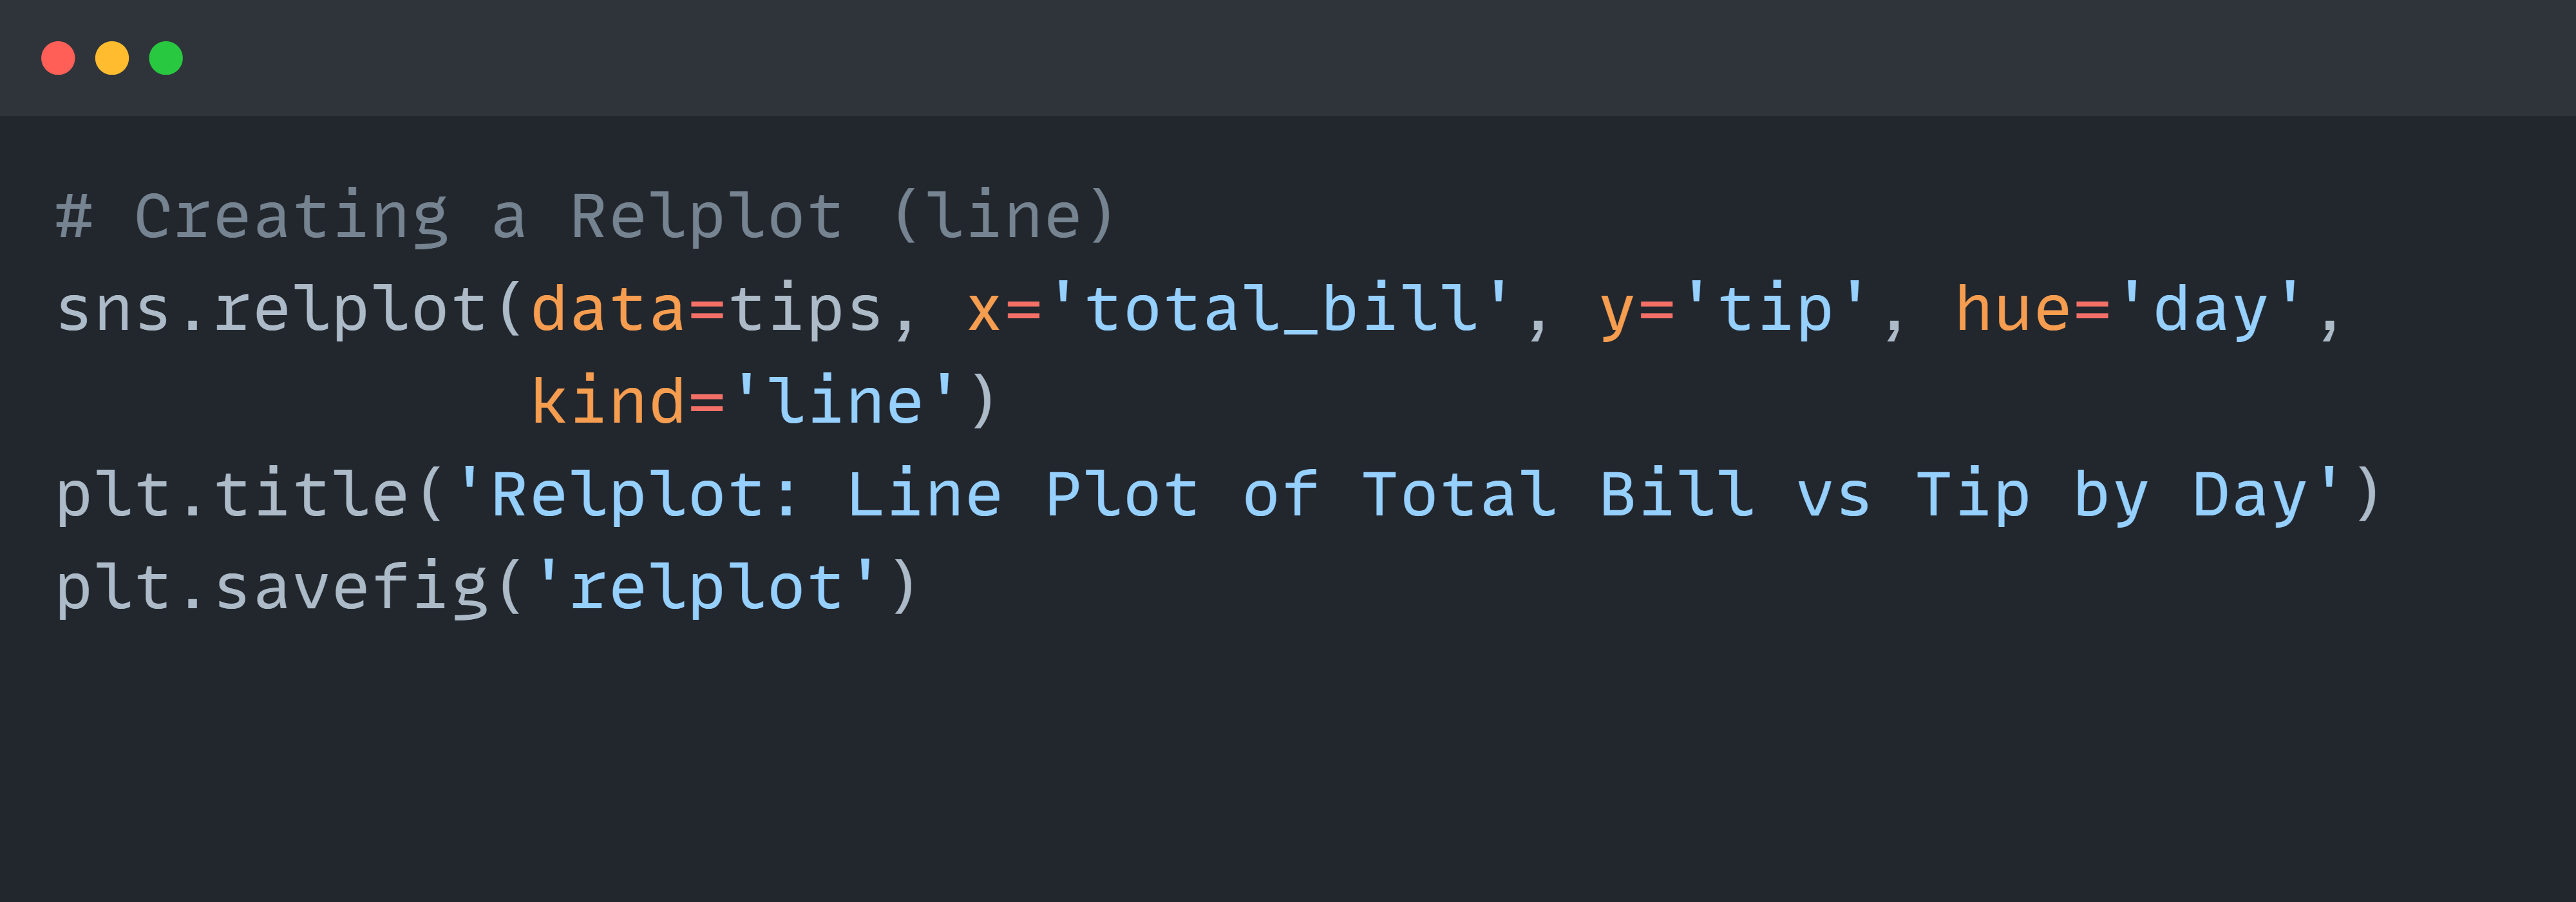 # Creating a Relplot (line)
sns.relplot(data=tips, x='total_bill', y='tip', hue='day',
            kind='line')
plt.title('Relplot: Line Plot of Total Bill vs Tip by Day')
plt.savefig('relplot')